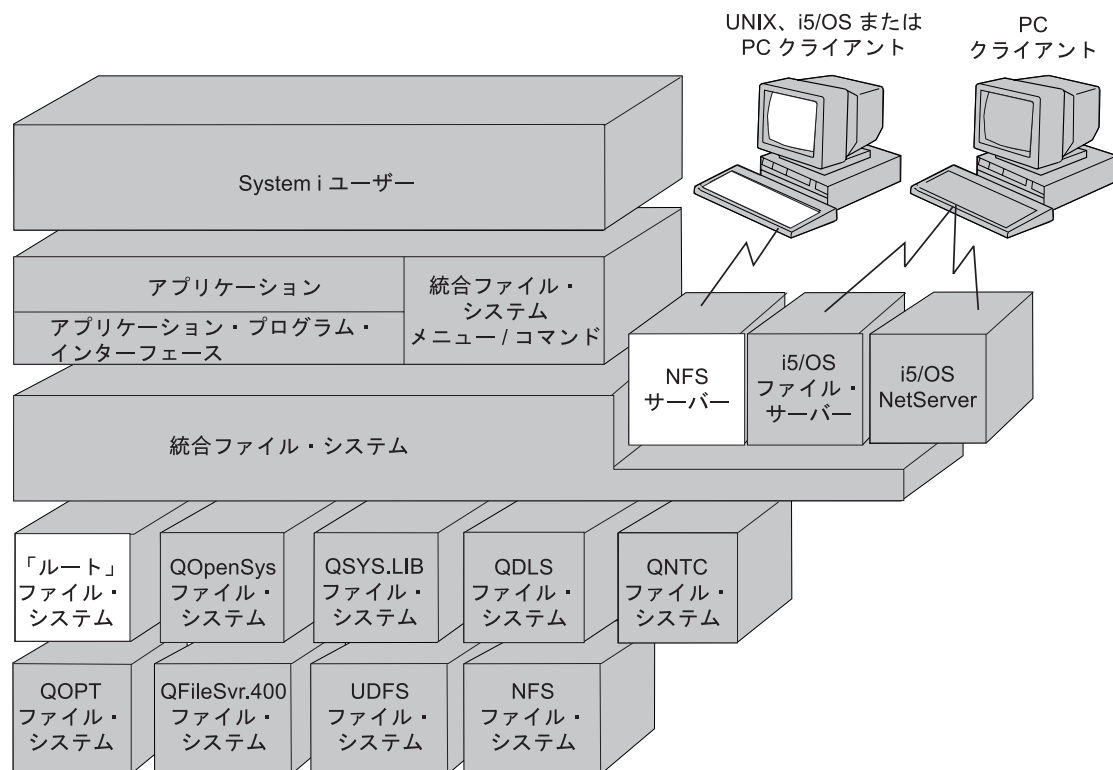 UNIX、i5/OS または
PC クライアント
PC
クライアント
System i ユーザー
アプリケーション
アプリケーション・プログラム・
インターフェース
統合ファイル・
システム
メニュー / コマンド
NFS
サーバー
i5/OS
ファイル・
サーバー
i5/OS
NetServer
統合ファイル・システム
「ルート」
ファイル・
システム
QOpenSys
ファイル・
システム
QSYS.LIB
ファイル・
システム
QDLS
ファイル・
システム
QNTC
ファイル・
システム
QOPT
ファイル・
システム
QFileSvr.400
ファイル・
システム
UDFS
ファイル・
システム
NFS
ファイル・
システム